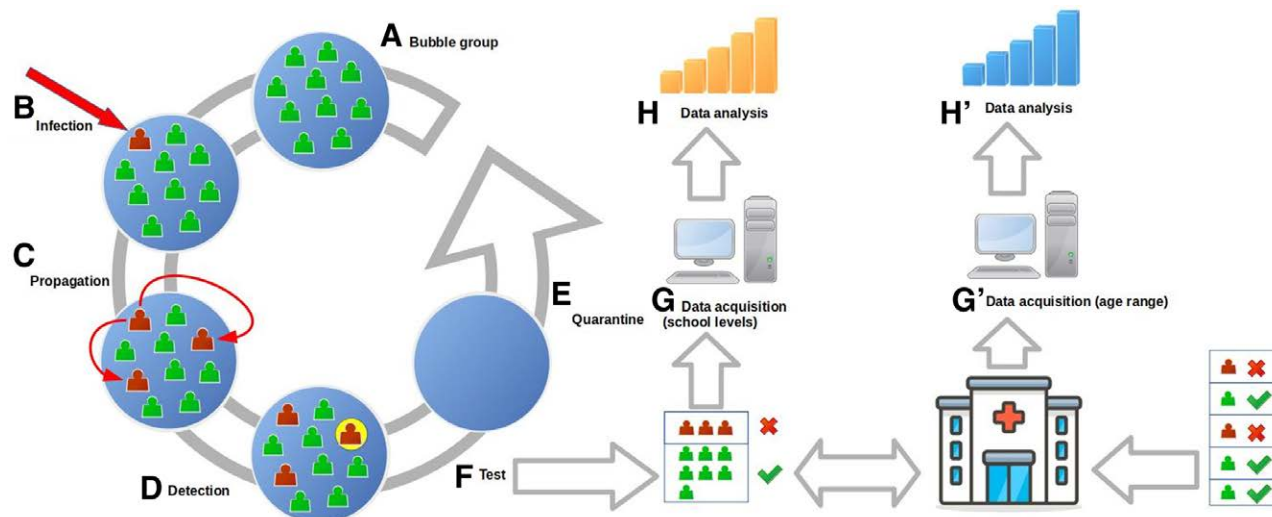 A Bubble group
B Infection
C
Propagation
D Detection
E
Quarantine
F Test
G Data acquisition
(school levels)
H Data analysis
G' Data acquisition (age range)
H' Data analysis